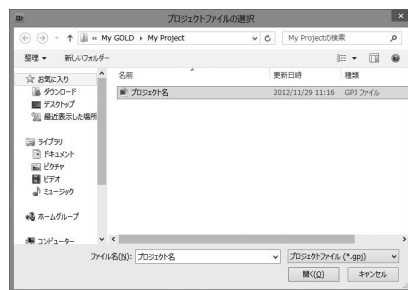 プロジェクトファイルの選択
« My GOLD ▸ My Project
My Projectの検索
整理 ▼ 新しいフォルダー
お気に入り
ダウンロード
デスクトップ
最近表示した場所
ライブラリ
ドキュメント
ピクチャ
ビデオ
ミュージック
ホームグループ
コンピューター
名前 更新日時 種類
プロジェクト名 2012/11/29 11:16 GPJ ファイル
ファイル名(N): プロジェクト名
プロジェクトファイル (*.gpj)
開く(O) キャンセル